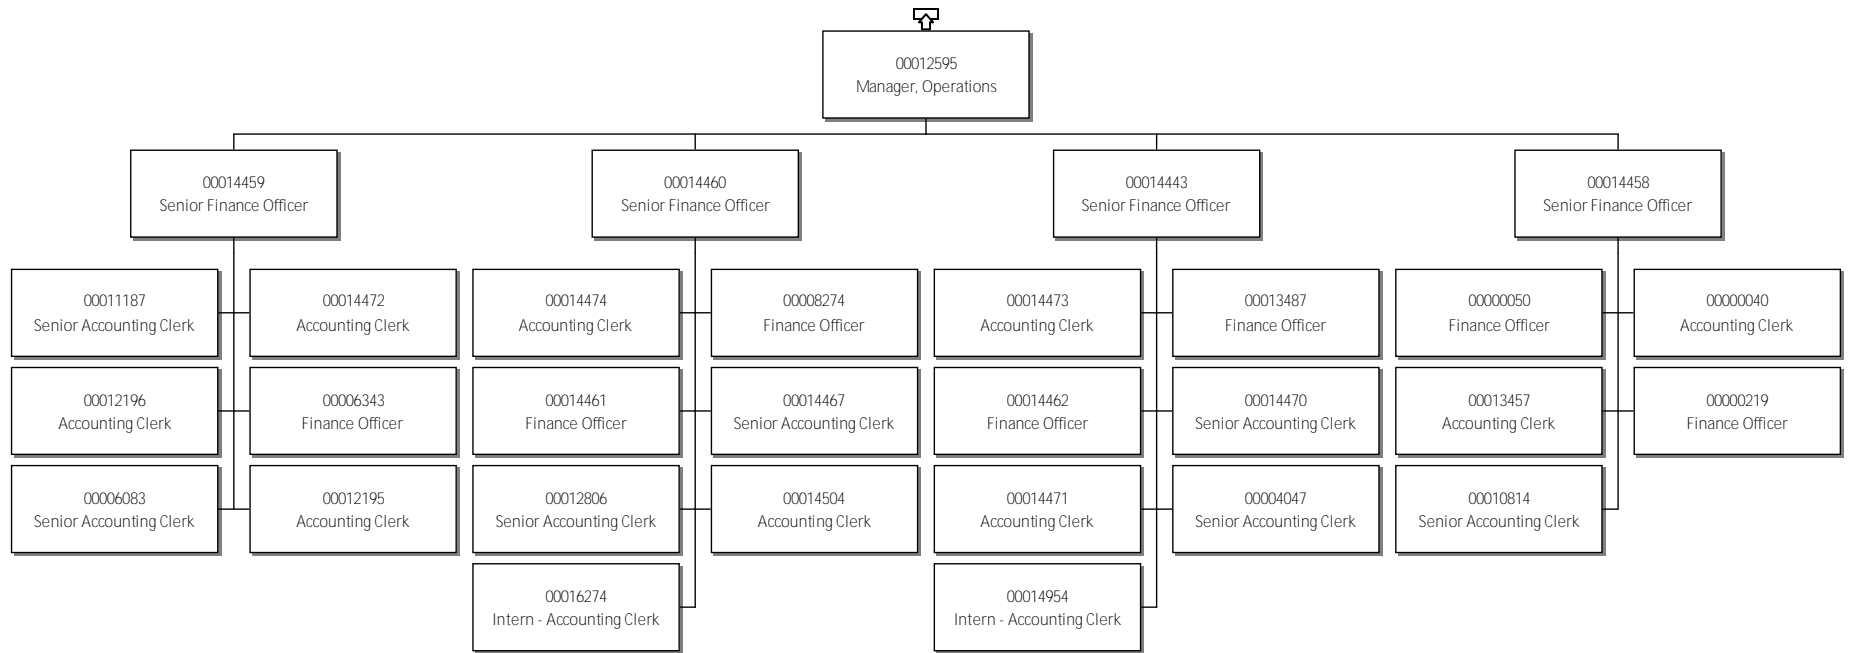 00012595
Manager, Operations
00014459
Senior Finance Officer
00014460
Senior Finance Officer
00014443
Senior Finance Officer
00014458
Senior Finance Officer
00011187
Senior Accounting Clerk
00014472
Accounting Clerk
00014474
Accounting Clerk
00008274
Finance Officer
00014473
Accounting Clerk
00013487
Finance Officer
00000050
Finance Officer
00000040
Accounting Clerk
00012196
Accounting Clerk
00006343
Finance Officer
00014461
Finance Officer
00014467
Senior Accounting Clerk
00014462
Finance Officer
00014470
Senior Accounting Clerk
00013457
Accounting Clerk
00000219
Finance Officer
00006083
Senior Accounting Clerk
00012195
Accounting Clerk
00012806
Senior Accounting Clerk
00014504
Accounting Clerk
00014471
Accounting Clerk
00004047
Senior Accounting Clerk
00010814
Senior Accounting Clerk
00016274
Intern - Accounting Clerk
00014954
Intern - Accounting Clerk